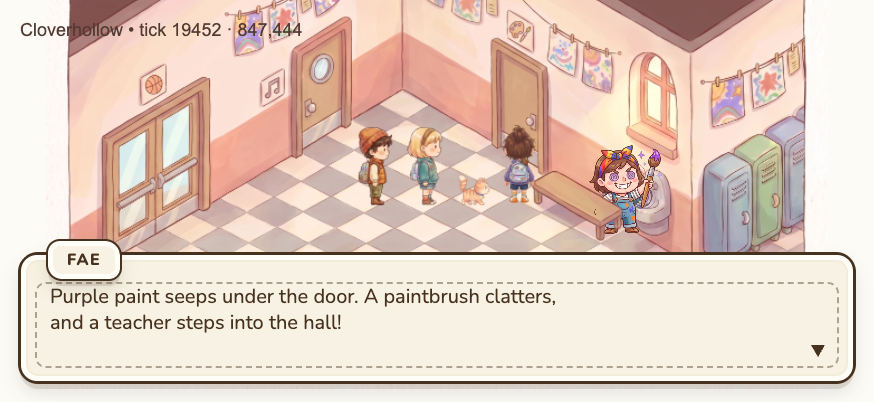 Cloverhollow • tick 19452 · 847,444
FAE
Purple paint seeps under the door. A paintbrush clatters,
and a teacher steps into the hall!